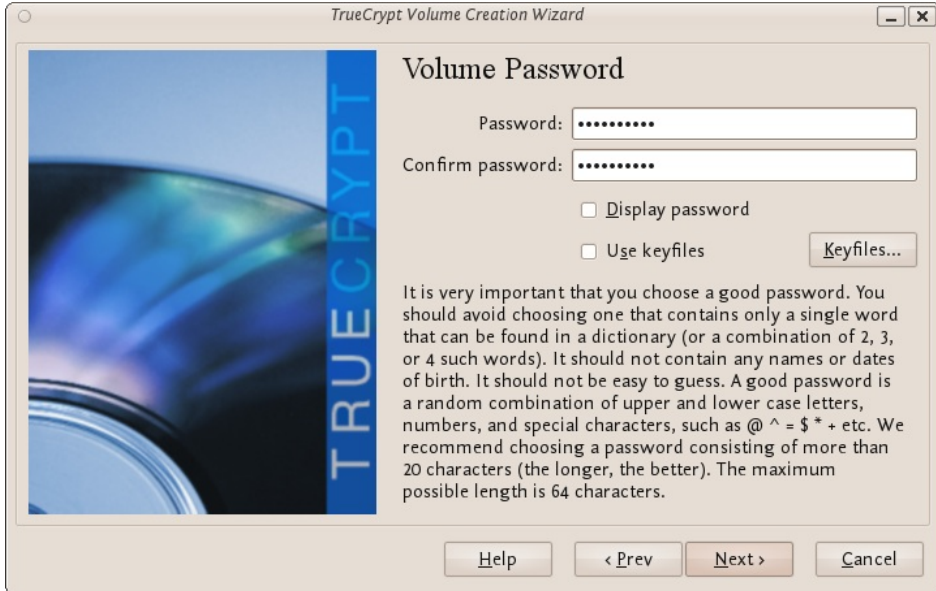 TrueCrypt Volume Creation Wizard
TRUECRYPT
Volume Password
Password: ••••••••••
Confirm password: ••••••••••
Display password
Use keyfiles
Keyfiles...
It is very important that you choose a good password. You
should avoid choosing one that contains only a single word
that can be found in a dictionary (or a combination of 2, 3,
or 4 such words). It should not contain any names or dates
of birth. It should not be easy to guess. A good password is
a random combination of upper and lower case letters,
numbers, and special characters, such as @ ^ = $ * + etc. We
recommend choosing a password consisting of more than
20 characters (the longer, the better). The maximum
possible length is 64 characters.
Help
< Prev
Next >
Cancel